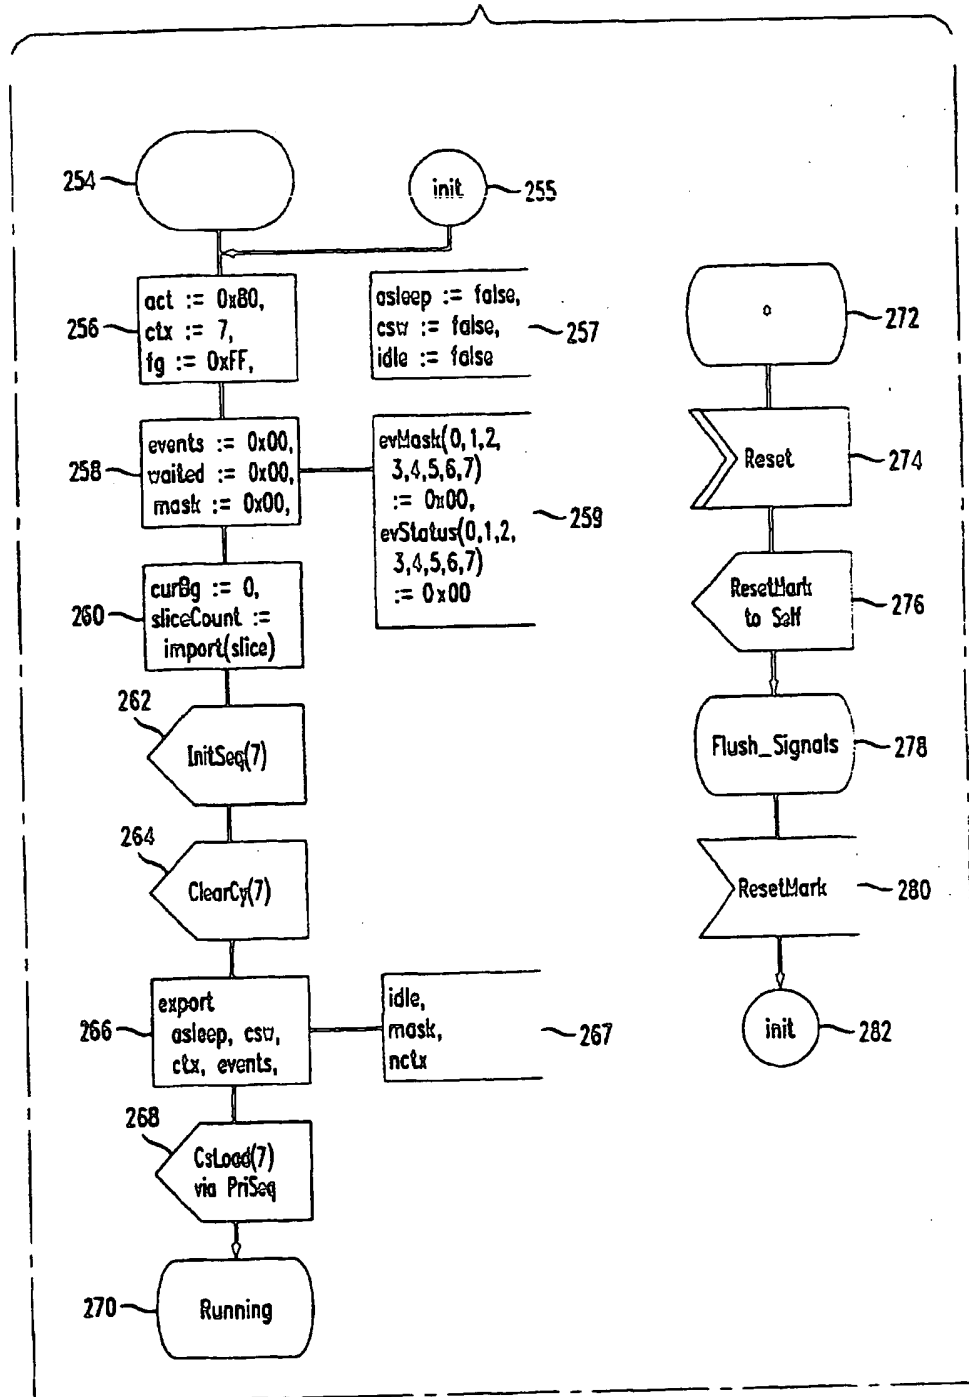 254
init
255
act := 0x80,
ctx := 7,
fg := 0xFF,
256
asleep := false,
csw := false,
idle := false
257
events := 0x00,
waited := 0x00,
mask := 0x00,
258
evMask(0,1,2,
3,4,5,6,7)
:= 0x00,
evStatus(0,1,2,
3,4,5,6,7)
:= 0x00
259
curBg := 0,
sliceCount :=
import(slice)
260
262
InitSeq(7)
264
ClearCy(7)
export
asleep, csw,
ctx, events,
266
idle,
mask,
nctx
267
268
CsLoad(7)
via PriSeq
270
Running
272
Reset
274
ResetMark
to Self
276
Flush_Signals
278
ResetMark
280
init
282